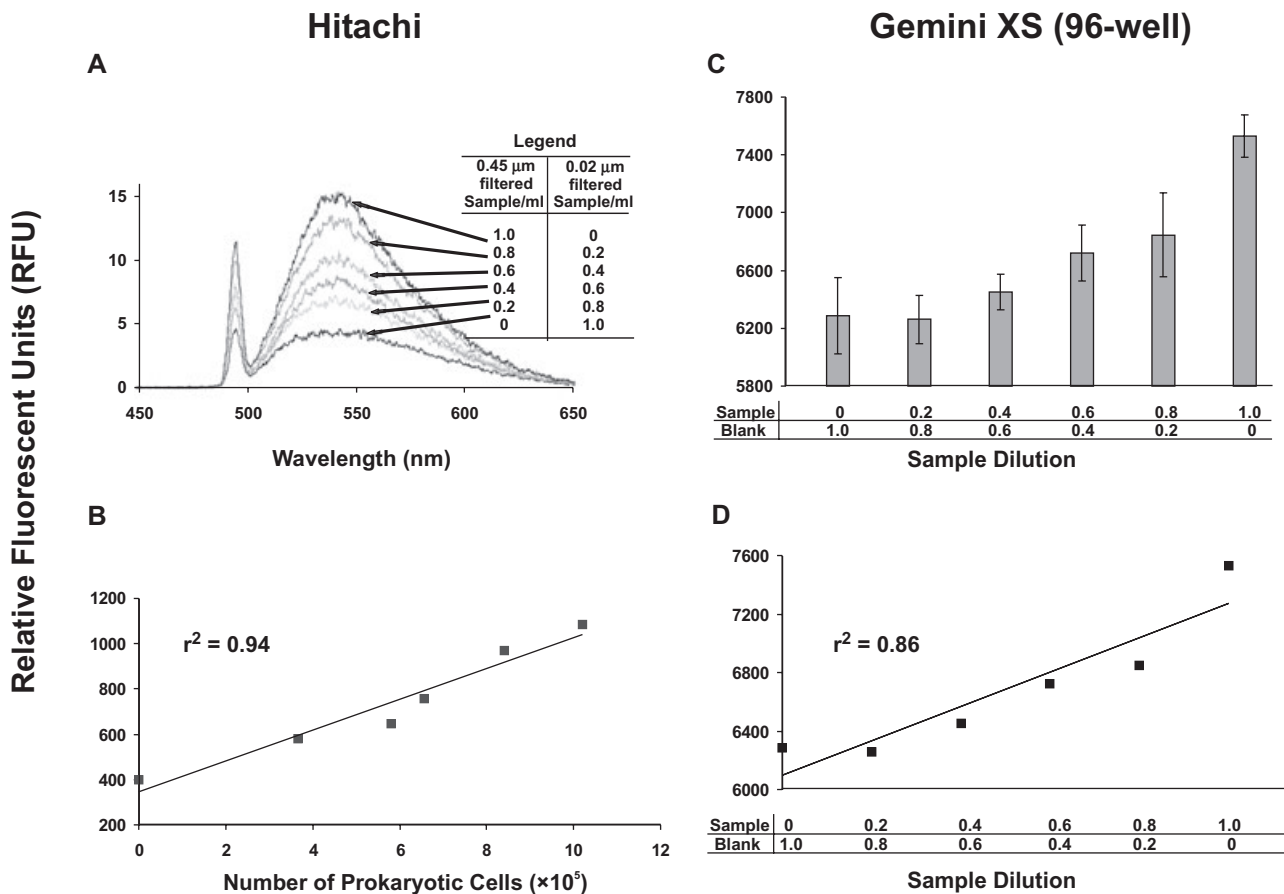 Hitachi
Gemini XS (96-well)
Relative Fluorescent Units (RFU)
A
Legend
0.45 µm 0.02 µm
filtered filtered
Sample/ml Sample/ml
1.0 0
0.8 0.2
0.6 0.4
0.4 0.6
0.2 0.8
0 1.0
15
10
5
0
450 500 550 600 650
Wavelength (nm)
B
1200
1000
800
600
400
200
r² = 0.94
0 2 4 6 8 10 12
Number of Prokaryotic Cells (×10⁵)
C
7800
7400
7000
6600
6200
5800
Sample 0 0.2 0.4 0.6 0.8 1.0
Blank 1.0 0.8 0.6 0.4 0.2 0
Sample Dilution
D
7600
7200
6800
6400
6000
r² = 0.86
Sample 0 0.2 0.4 0.6 0.8 1.0
Blank 1.0 0.8 0.6 0.4 0.2 0
Sample Dilution